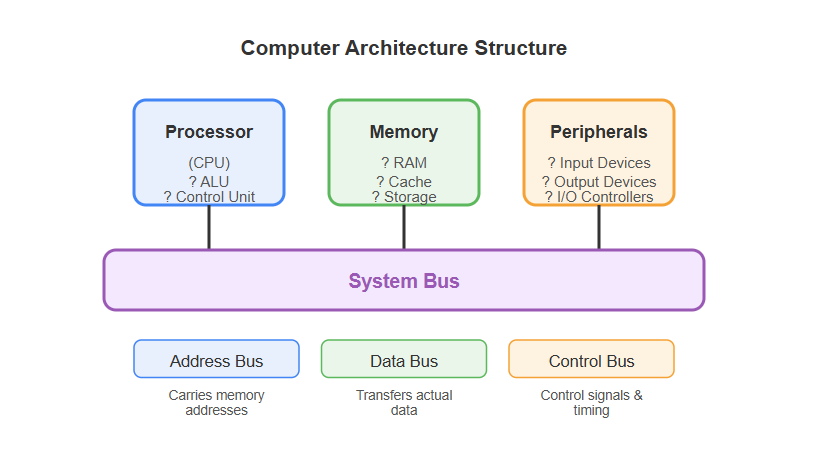 Computer Architecture Structure
Processor
(CPU)
? ALU
? Control Unit
Memory
? RAM
? Cache
? Storage
Peripherals
? Input Devices
? Output Devices
? I/O Controllers
System Bus
Address Bus
Carries memory
addresses
Data Bus
Transfers actual
data
Control Bus
Control signals &
timing